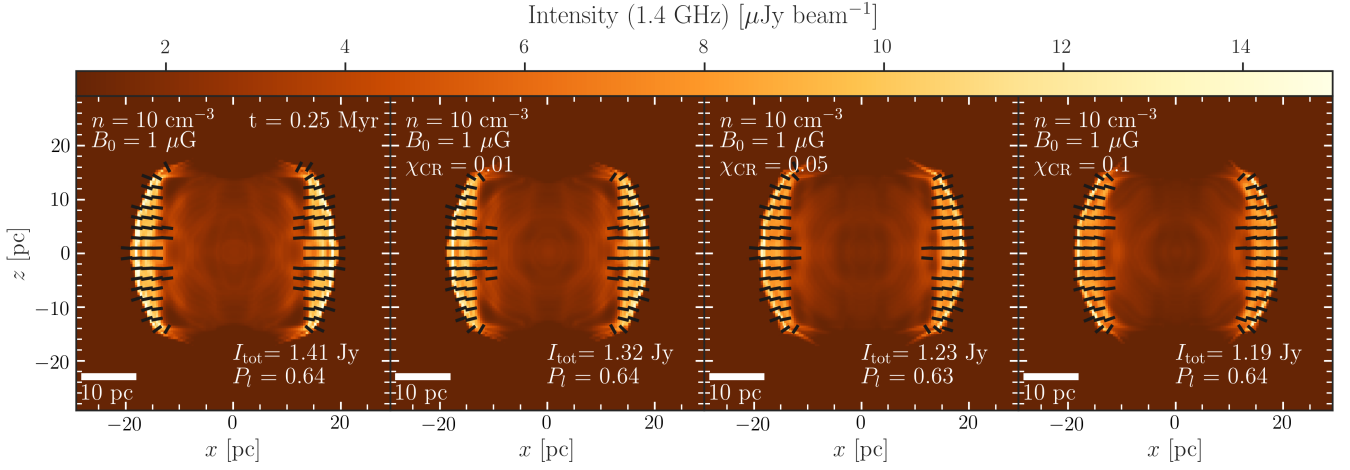 Intensity (1.4 GHz) [μJy beam⁻¹]
2 4 6 8 10 12 14
n = 10 cm⁻³ t = 0.25 Myr
B₀ = 1 μG
I_tot= 1.41 Jy
P_l = 0.64
10 pc
n = 10 cm⁻³
B₀ = 1 μG
χ_CR = 0.01
I_tot= 1.32 Jy
P_l = 0.64
10 pc
n = 10 cm⁻³
B₀ = 1 μG
χ_CR = 0.05
I_tot= 1.23 Jy
P_l = 0.63
10 pc
n = 10 cm⁻³
B₀ = 1 μG
χ_CR = 0.1
I_tot= 1.19 Jy
P_l = 0.64
10 pc
z [pc]
20
10
0
−10
−20
−20 0 20 −20 0 20 −20 0 20 −20 0 20
x [pc] x [pc] x [pc] x [pc]